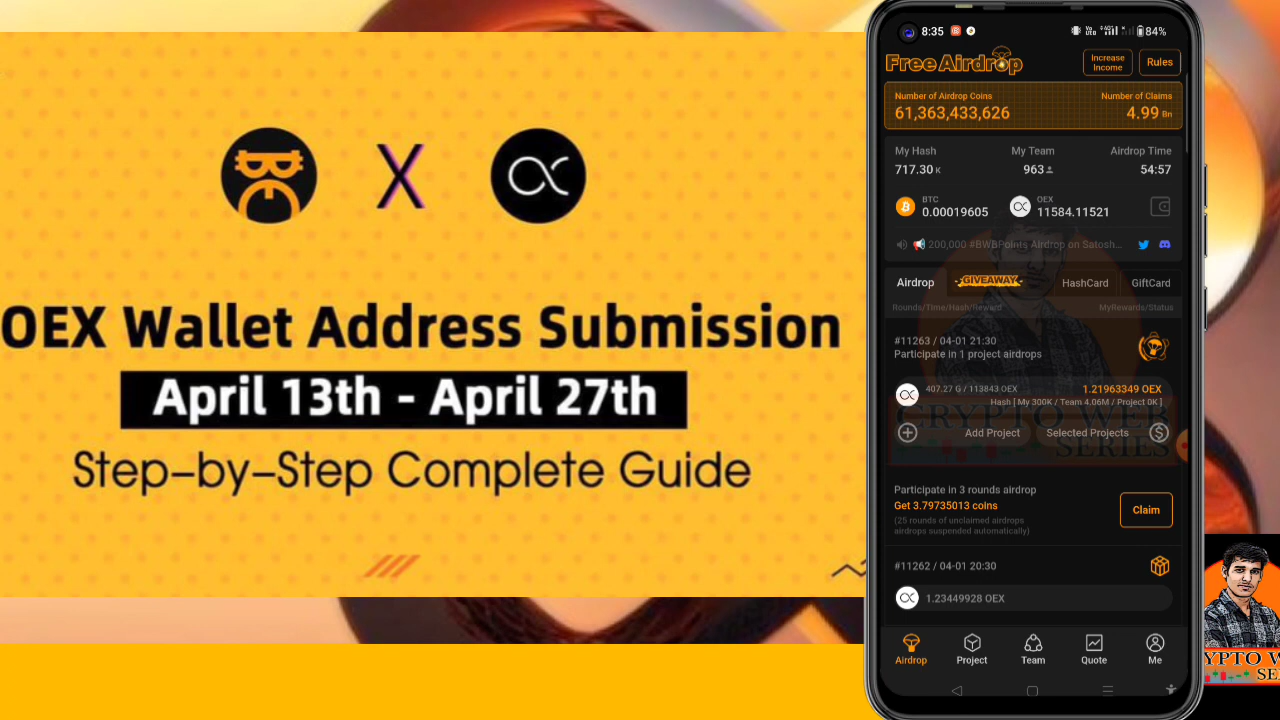 X
OEX Wallet Address Submission
April 13th - April 27th
Step-by-Step Complete Guide
8:35
84%
Free Airdrop
Increase
Income
Rules
Number of Airdrop Coins
Number of Claims
61,363,433,626
4.99 Bn
My Hash
My Team
Airdrop Time
717.30 K
963
54:57
BTC
0.00019605
OEX
11584.11521
200,000 #BWBPoints Airdrop on Satosh...
Airdrop
GIVEAWAY
HashCard
GiftCard
Rounds/Time/Hash/Reward
MyRewards/Status
#11263 / 04-01 21:30
Participate in 1 project airdrops
407.27 G / 113843 OEX
1.21963349 OEX
Hash [ My 300K / Team 4.06M / Project 0K ]
CRYPTO WEB
SERIES
Add Project
Selected Projects
Participate in 3 rounds airdrop
Get 3.79735013 coins
(25 rounds of unclaimed airdrops
airdrops suspended automatically)
Claim
#11262 / 04-01 20:30
1.23449928 OEX
Airdrop
Project
Team
Quote
Me
YPTO W
SE